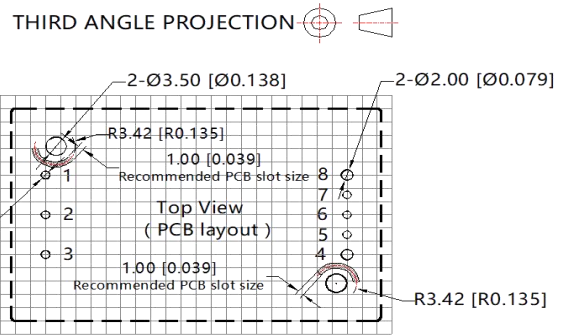 THIRD ANGLE PROJECTION
2-Ø3.50 [Ø0.138]
2-Ø2.00 [Ø0.079]
R3.42 [R0.135]
1.00 [0.039]
Recommended PCB slot size
1
8
7
2
Top View
6
( PCB layout )
5
3
4
1.00 [0.039]
Recommended PCB slot size
R3.42 [R0.135]